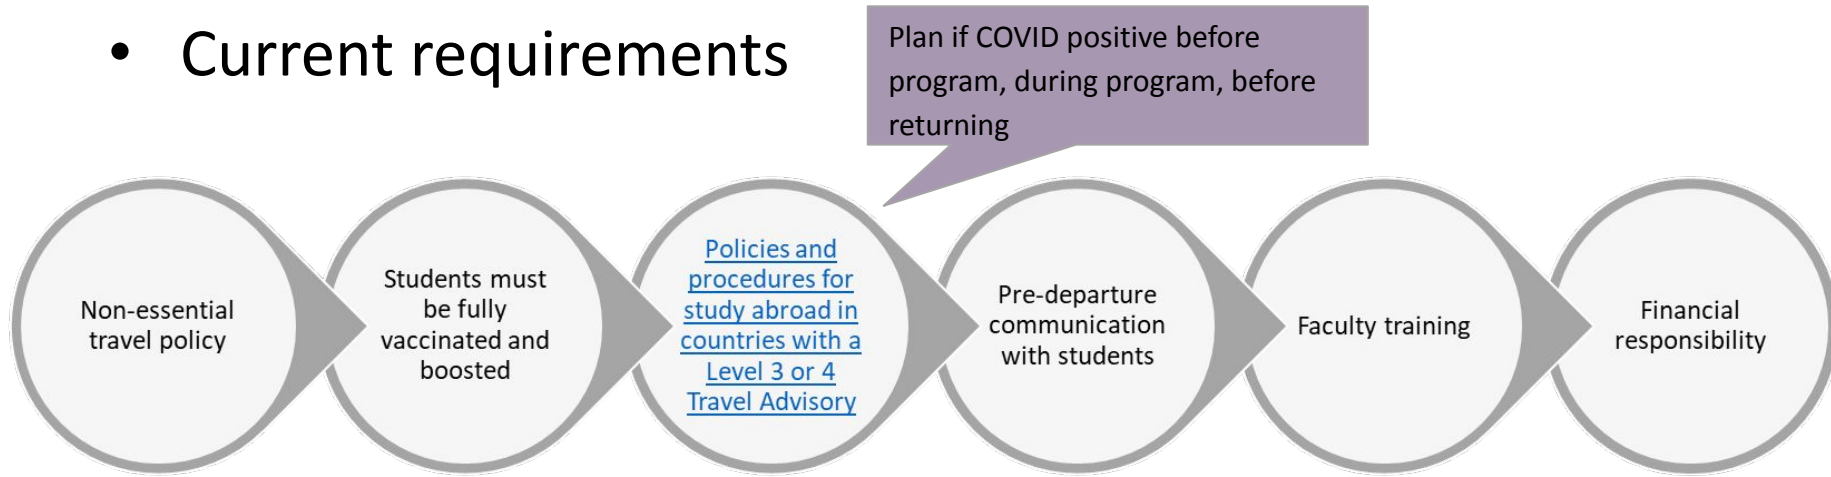 • Current requirements
Plan if COVID positive before
program, during program, before
returning
Non-essential
travel policy
Students must
be fully
vaccinated and
boosted
Policies and
procedures for
study abroad in
countries with a
Level 3 or 4
Travel Advisory
Pre-departure
communication
with students
Faculty training
Financial
responsibility